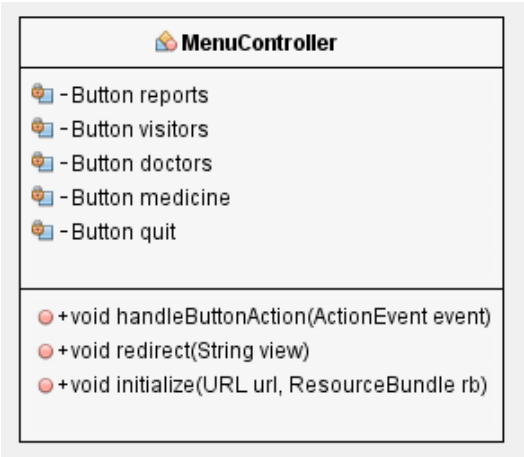 MenuController
-Button reports
-Button visitors
-Button doctors
-Button medicine
-Button quit
+void handleButtonAction(ActionEvent event)
+void redirect(String view)
+void initialize(URL url, ResourceBundle rb)